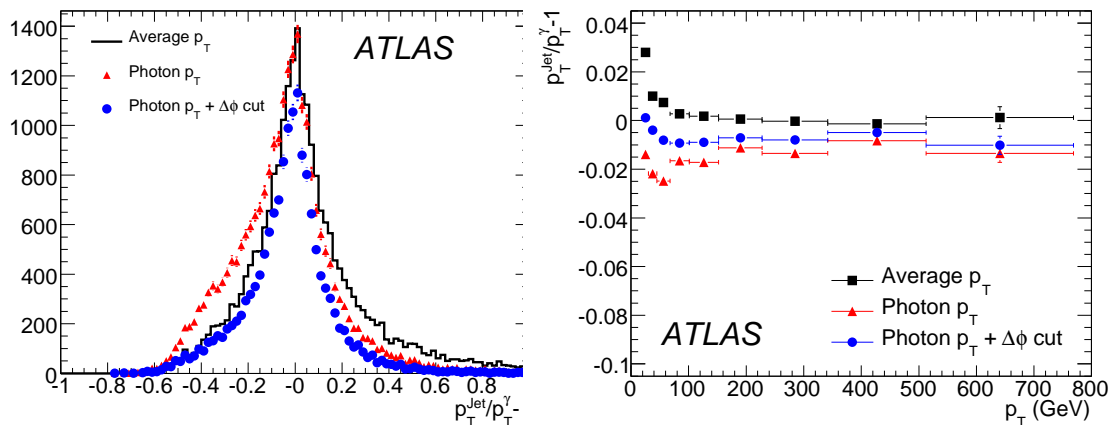 1400
1200
1000
800
600
400
200
0
Average p_T
Photon p_T
Photon p_T + Δϕ cut
ATLAS
-1 -0.8 -0.6 -0.4 -0.2 -0 0.2 0.4 0.6 0.8
p_T^Jet/p_T^γ-
p_T^Jet/p_T^γ-1
0.04
0.02
0
-0.02
-0.04
-0.06
-0.08
-0.1
Average p_T
Photon p_T
Photon p_T + Δϕ cut
ATLAS
0 100 200 300 400 500 600 700 800
p_T (GeV)